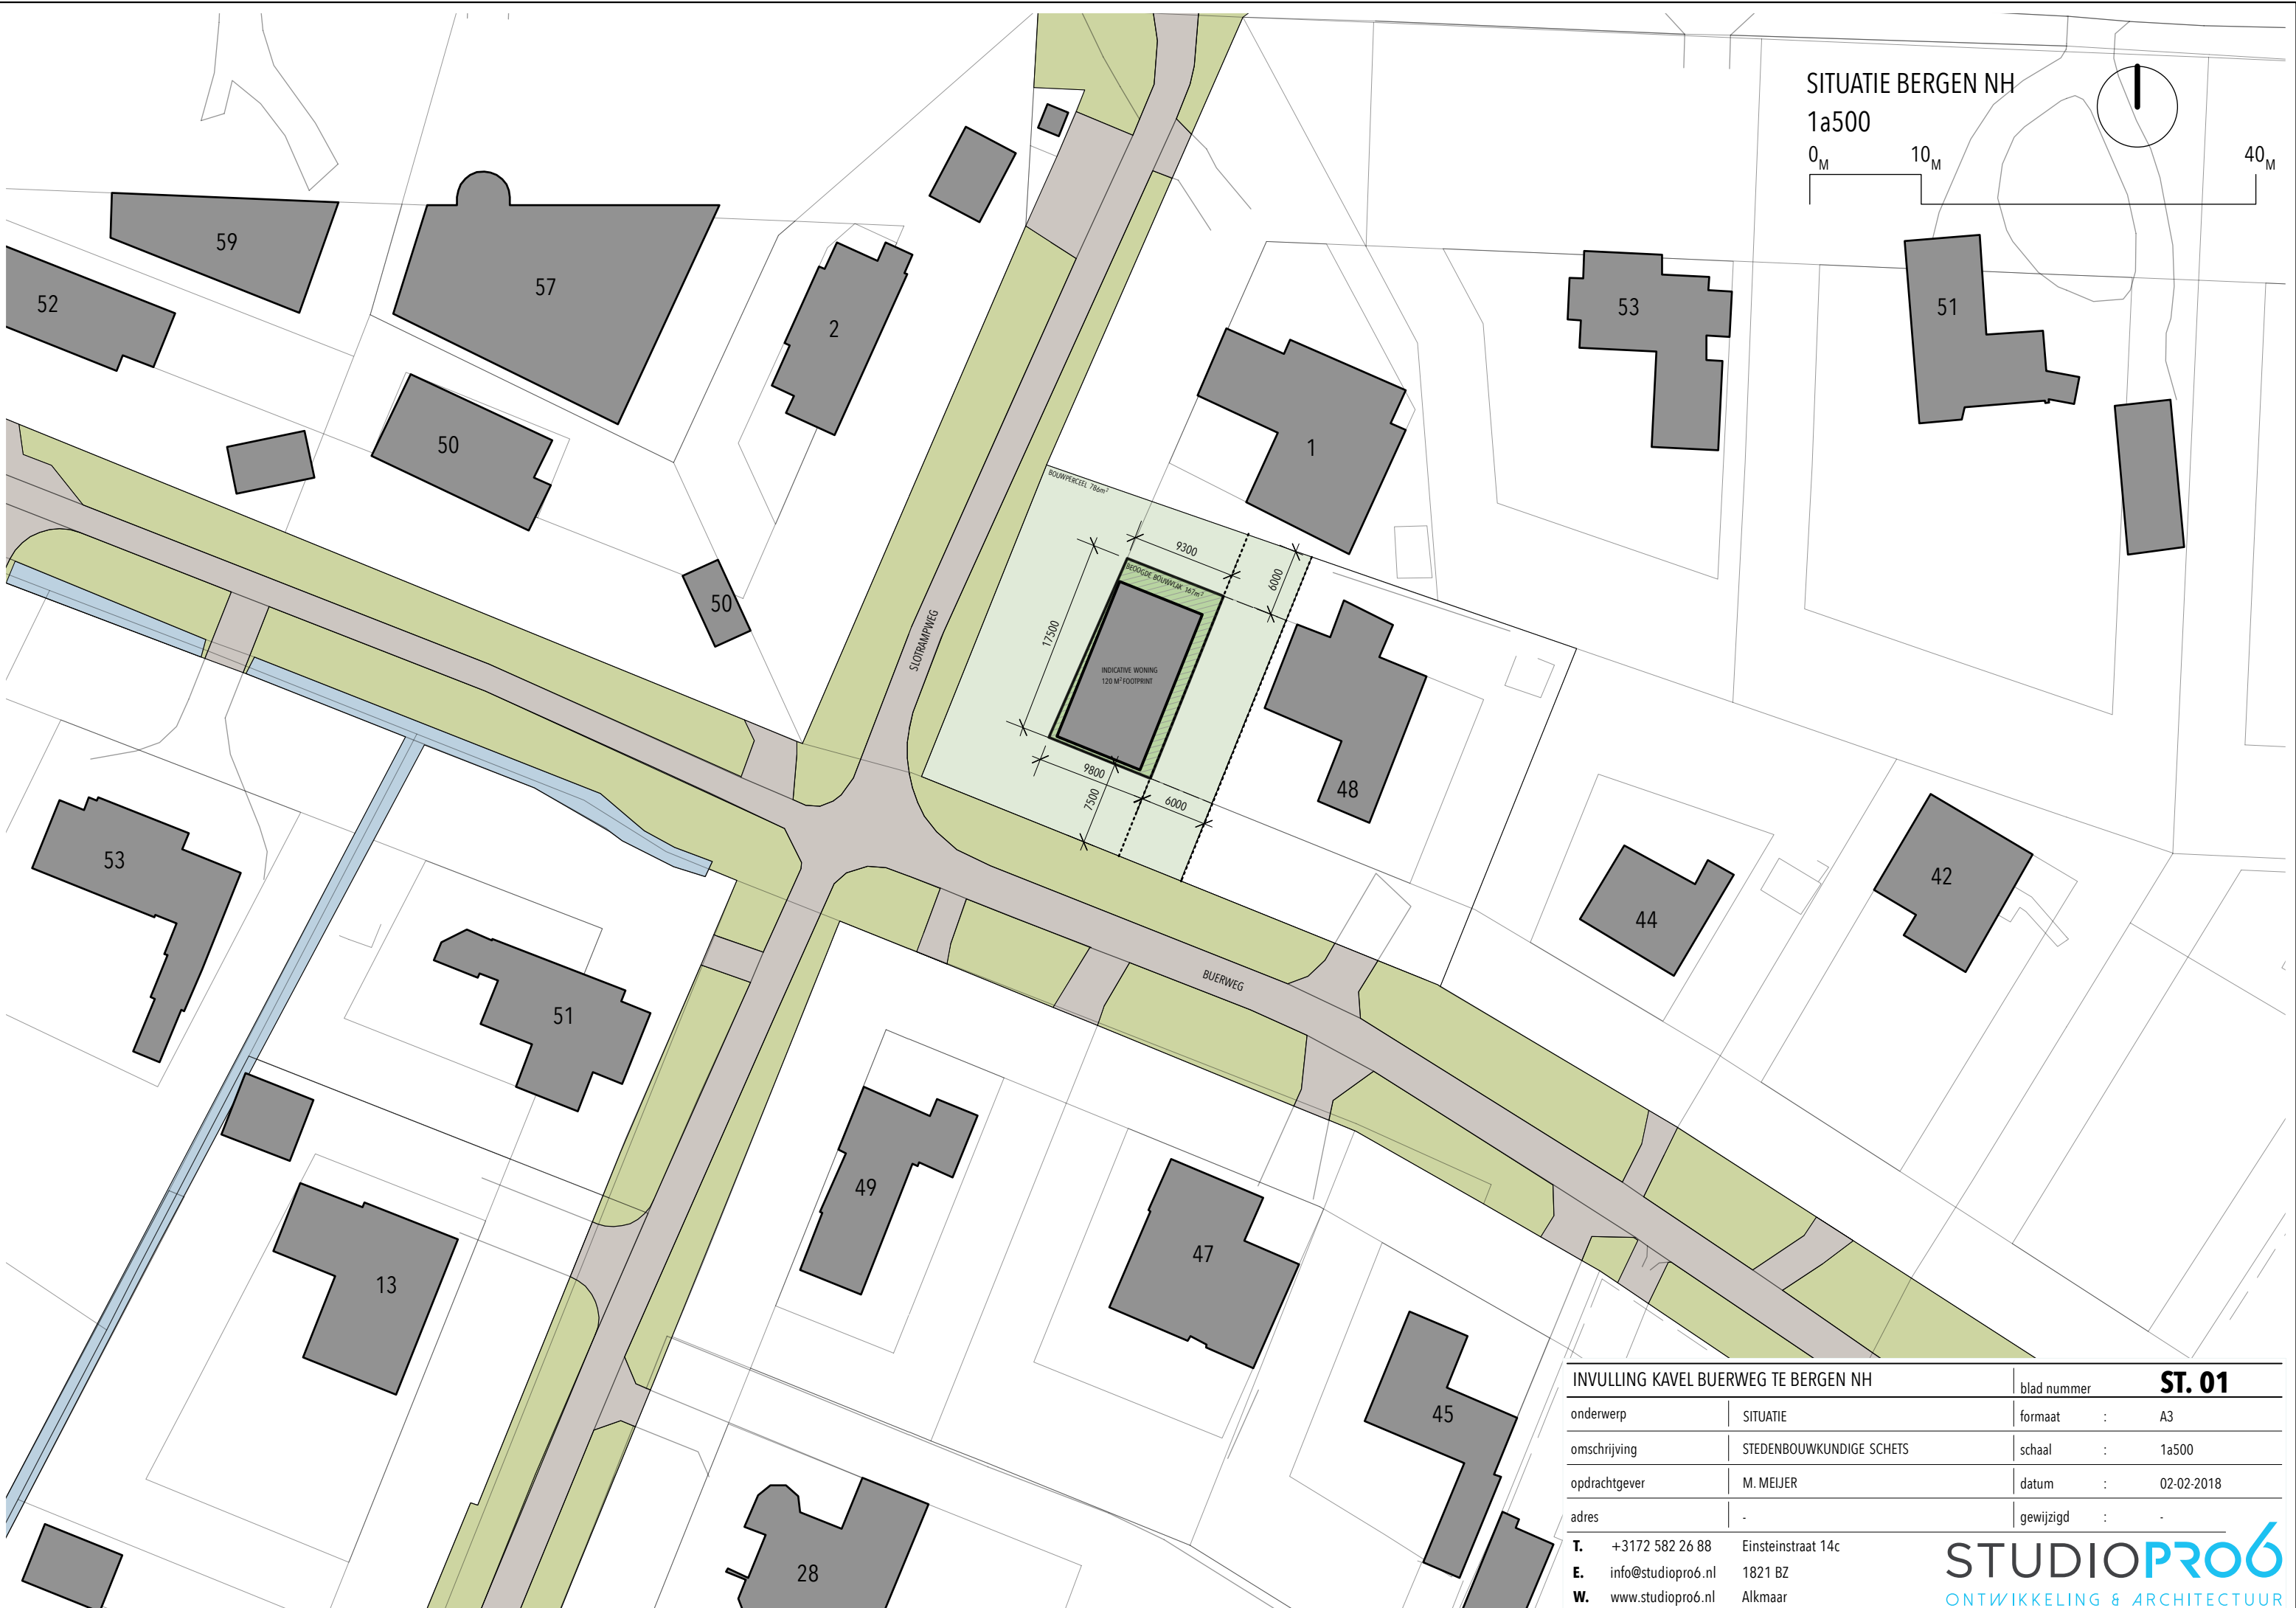 SITUATIE BERGEN NH
1a500
0M 10M 40M
59
57
52
2
53
51
50
1
BOUWPERCEEL 786m²
9300
6000
BEOOGDE BOUWVLAK 167m²
50
17500
SLOTRAMPWEG
INDICATIVE WONING
120 M² FOOTPRINT
9800
7500
6000
48
53
44
42
51
BUERWEG
49
47
13
45
28
INVULLING KAVEL BUERWEG TE BERGEN NH blad nummer ST. 01
onderwerp SITUATIE formaat : A3
omschrijving STEDENBOUWKUNDIGE SCHETS schaal : 1a500
opdrachtgever M. MEIJER datum : 02-02-2018
adres - gewijzigd : -
T. +3172 582 26 88 Einsteinstraat 14c
E. info@studiopro6.nl 1821 BZ
W. www.studiopro6.nl Alkmaar
STUDIOPRO6
ONTWIKKELING & ARCHITECTUUR